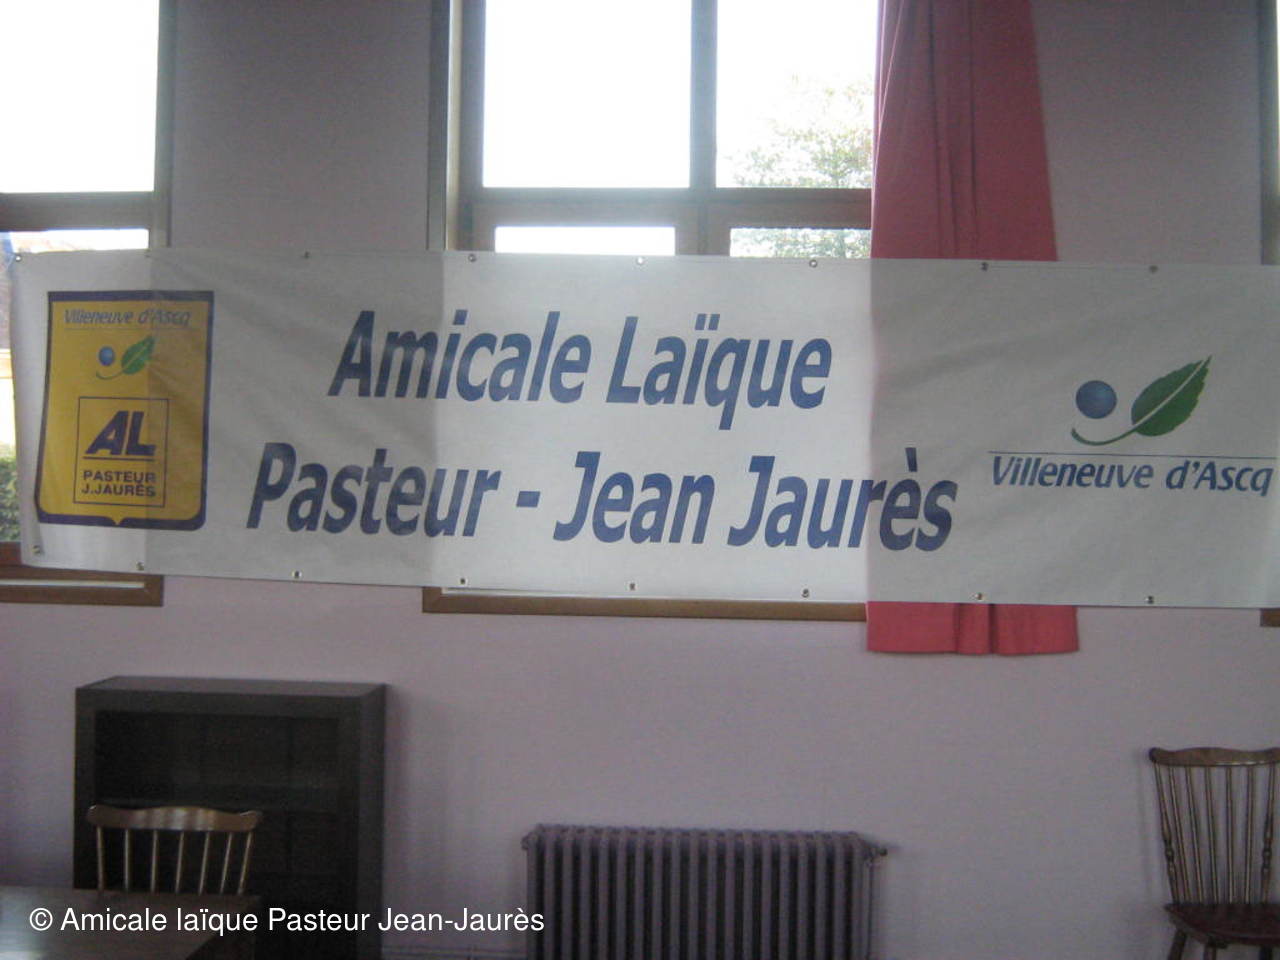 Villeneuve d'Ascq
AL
PASTEUR
J.JAURÈS
Amicale Laïque
Pasteur - Jean Jaurès
Villeneuve d'Ascq
© Amicale laïque Pasteur Jean-Jaurès